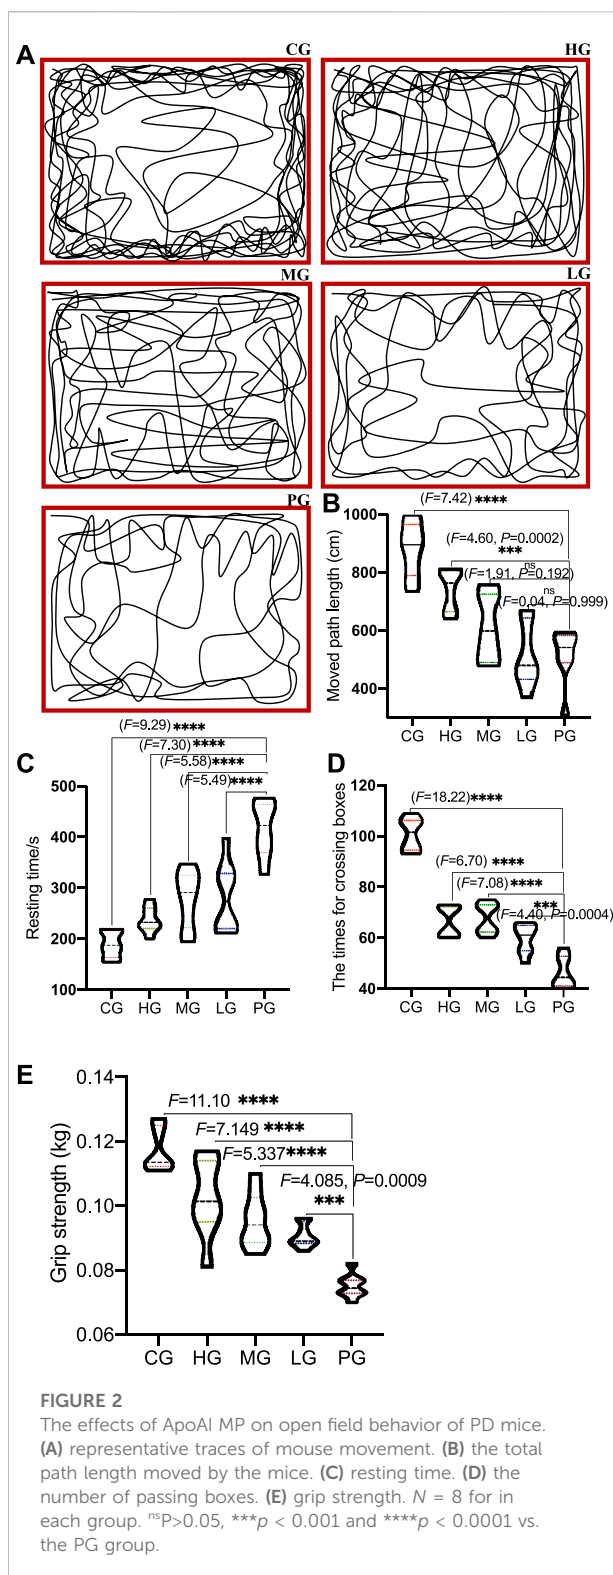 A
CG
HG
MG
LG
PG
B
(F=7.42) ****
(F=4.60, P=0.0002)
***
ns
(F=1.91, P=0.192)
ns
(F=0.04, P=0.999)
Moved path length (cm)
1000
800
600
400
CG HG MG LG PG
C
(F=9.29) ****
(F=7.30) ****
(F=5.58) ****
(F=5.49) ****
Resting time/s
500
400
300
200
100
CG HG MG LG PG
D
(F=18.22) ****
(F=6.70) ****
(F=7.08) ****
***
(F=4.40, P=0.0004)
The times for crossing boxes
120
100
80
60
40
CG HG MG LG PG
E
F=11.10 ****
F=7.149 ****
F=5.337 ****
F=4.085, P=0.0009
***
Grip strength (kg)
0.14
0.12
0.10
0.08
0.06
CG HG MG LG PG
FIGURE 2
The effects of ApoAI MP on open field behavior of PD mice.
(A) representative traces of mouse movement. (B) the total
path length moved by the mice. (C) resting time. (D) the
number of passing boxes. (E) grip strength. N = 8 for in
each group. nsP>0.05, ***p < 0.001 and ****p < 0.0001 vs.
the PG group.